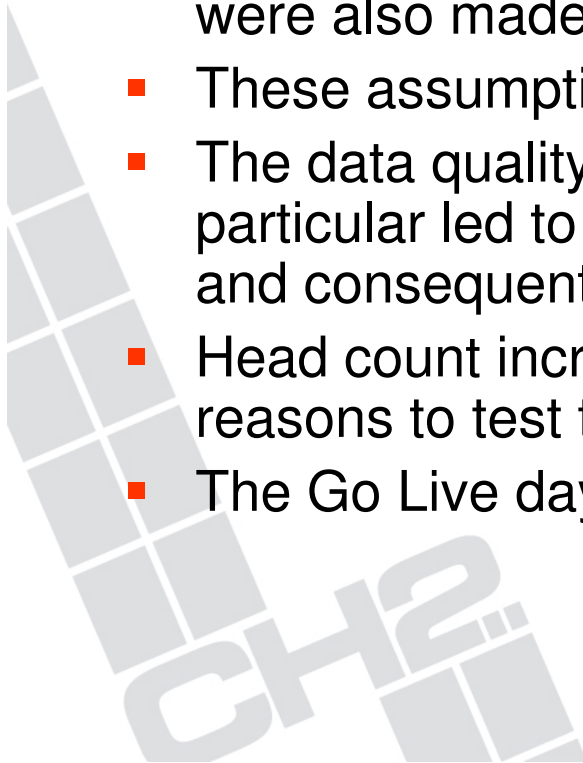 were also made
These assumpti
The data quality
particular led to
and consequent
Head count incr
reasons to test t
The Go Live day
CH2